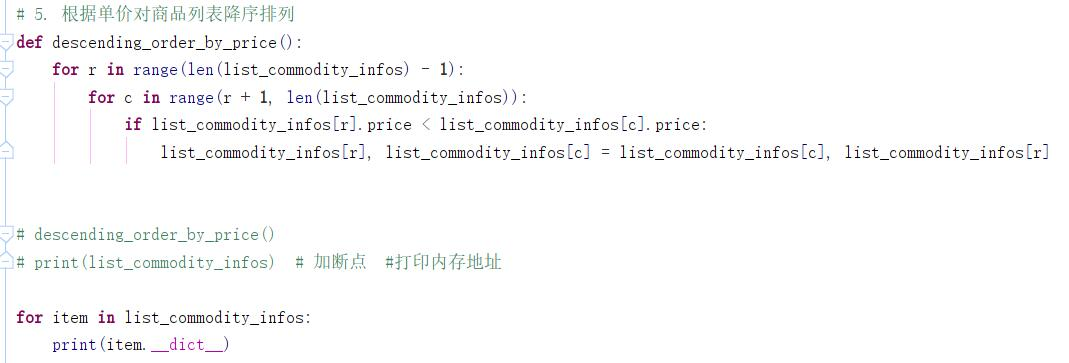 # 5. 根据单价对商品列表降序排列
def descending_order_by_price():
    for r in range(len(list_commodity_infos) - 1):
        for c in range(r + 1, len(list_commodity_infos)):
            if list_commodity_infos[r].price < list_commodity_infos[c].price:
                list_commodity_infos[r], list_commodity_infos[c] = list_commodity_infos[c], list_commodity_infos[r]
# descending_order_by_price()
# print(list_commodity_infos)  # 加断点  #打印内存地址
for item in list_commodity_infos:
    print(item.__dict__)